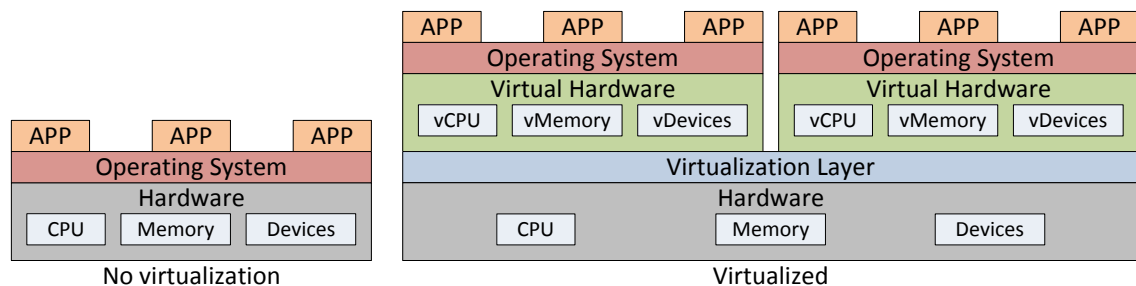 APP APP APP APP APP APP
Operating System Operating System
Virtual Hardware Virtual Hardware
vCPU vMemory vDevices vCPU vMemory vDevices
APP APP APP
Operating System Virtualization Layer
Hardware Hardware
CPU Memory Devices CPU Memory Devices
No virtualization Virtualized